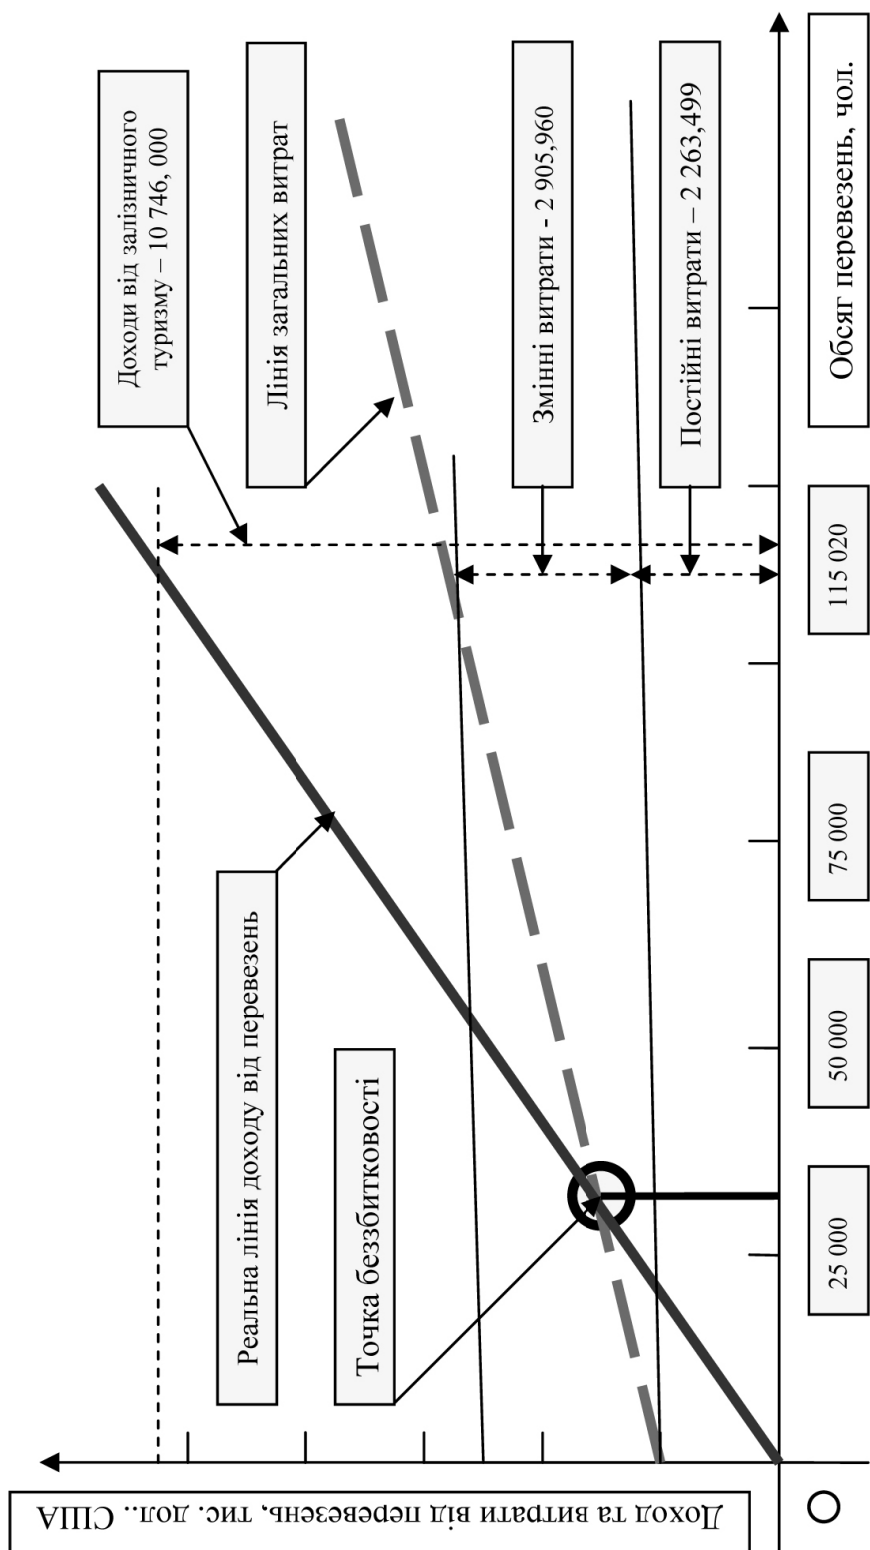 Доход та витрати від перевезень, тис. дол.. США
Доходи від залізничного
туризму – 10 746, 000
Лінія загальних витрат
Змінні витрати - 2 905,960
Постійні витрати – 2 263,499
Реальна лінія доходу від перевезень
Точка беззбитковості
О
25 000
50 000
75 000
115 020
Обсяг перевезень, чол.